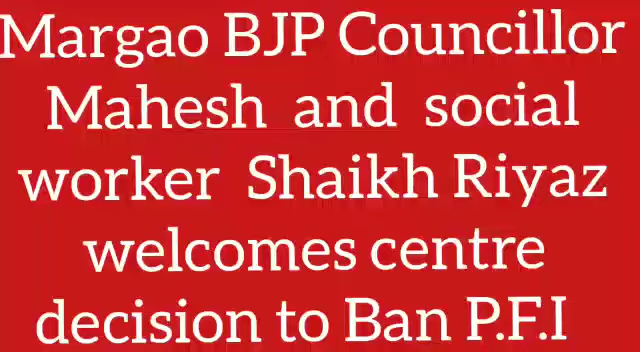 Margao BJP Councillor
Mahesh and social
worker Shaikh Riyaz
welcomes centre
decision to Ban P.F.I